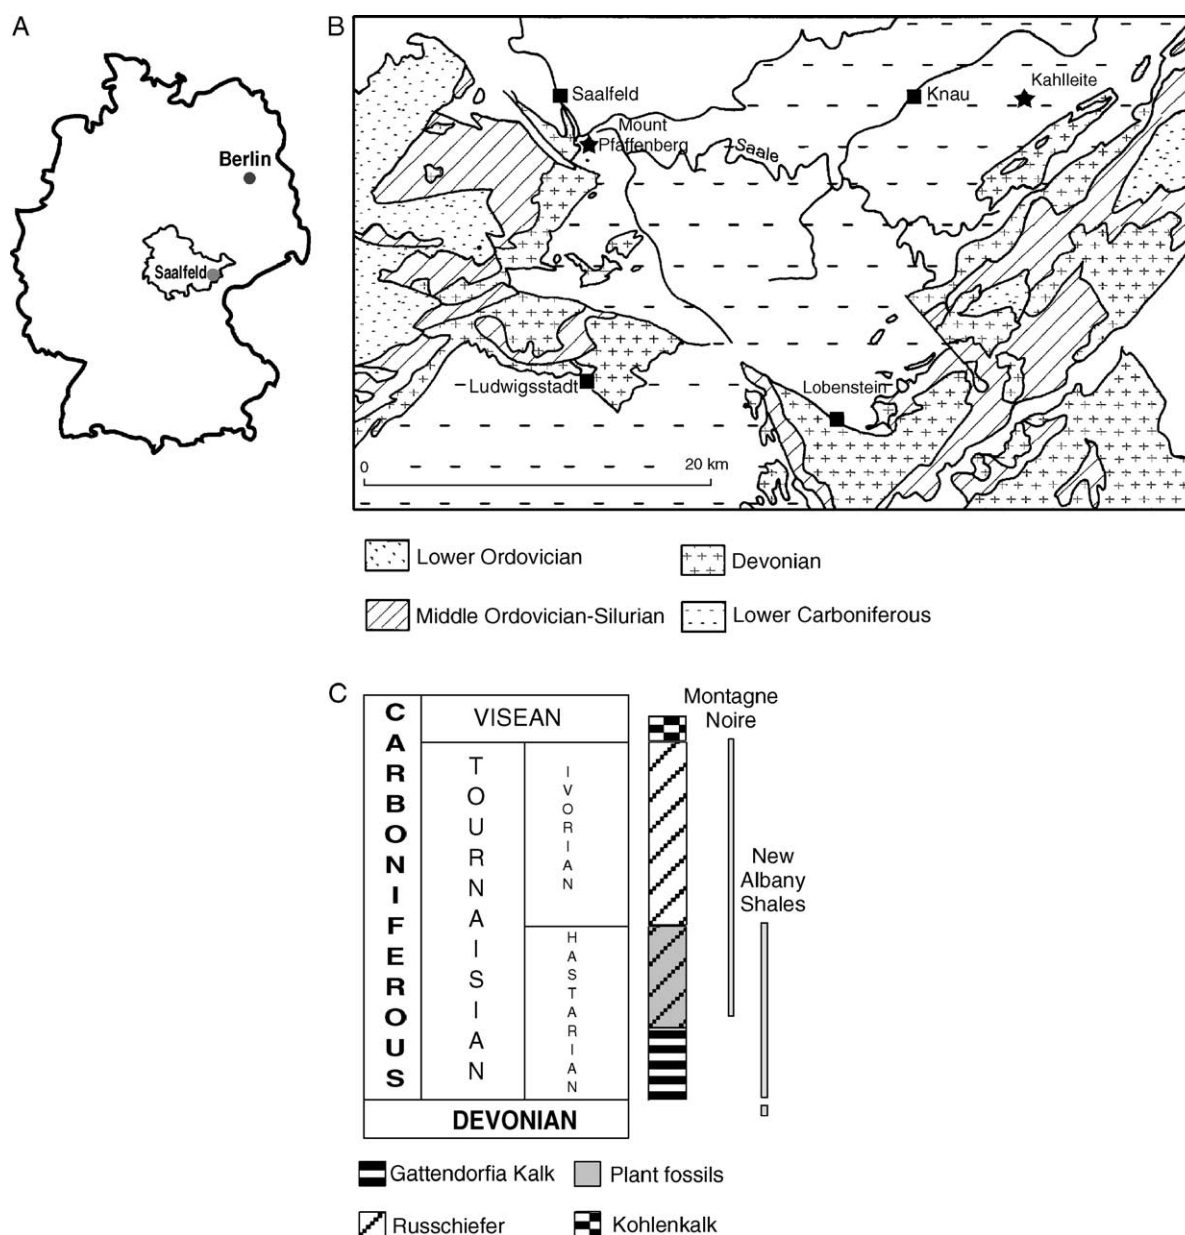 A
Berlin
Saalfeld
B
Saalfeld
Mount
Pfaffenberg
Saale
Knau
Kahlleite
Ludwigsstadt
Lobenstein
0
20 km
Lower Ordovician
Devonian
Middle Ordovician-Silurian
Lower Carboniferous
C
CARBONIFEROUS
VISEAN
TOURNAISIAN
IVORIAN
HASTARIAN
DEVONIAN
Montagne
Noire
New
Albany
Shales
Gattendorfia Kalk
Plant fossils
Russchiefer
Kohlenkalk